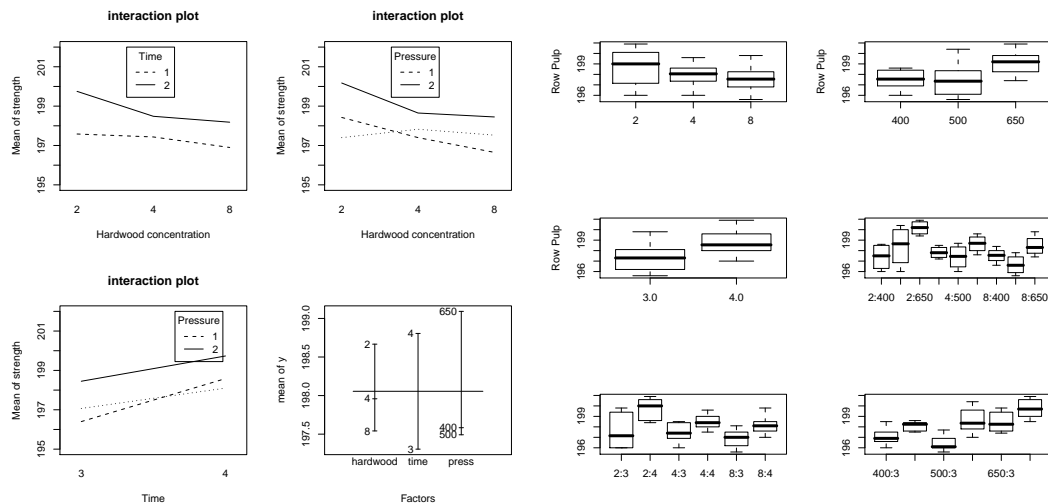 interaction plot
Mean of strength
195 197 199 201
Time
1
2
2 4 8
Hardwood concentration
interaction plot
Mean of strength
195 197 199 201
Pressure
1
2
2 4 8
Hardwood concentration
interaction plot
Mean of strength
195 197 199 201
Pressure
1
2
3 4
Time
mean of y
197.5 198.0 198.5 199.0
2
4
8
4
3
650
400
500
hardwood time press
Factors
Row Pulp
196 199
2 4 8
Row Pulp
196 199
400 500 650
Row Pulp
196 199
3.0 4.0
196 199
2:400 2:650 4:500 8:400 8:650
196 199
2:3 2:4 4:3 4:4 8:3 8:4
196 199
400:3 500:3 650:3